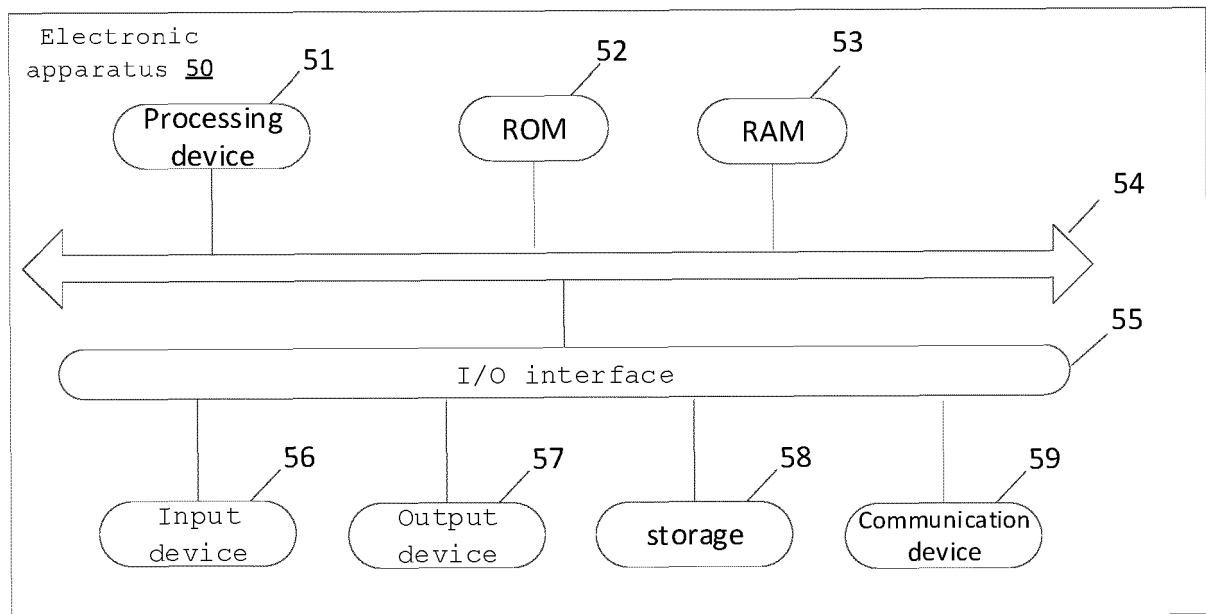 Electronic
apparatus 50
51
52
53
Processing
device
ROM
RAM
54
55
I/O interface
56
57
58
59
Input
device
Output
device
storage
Communication
device